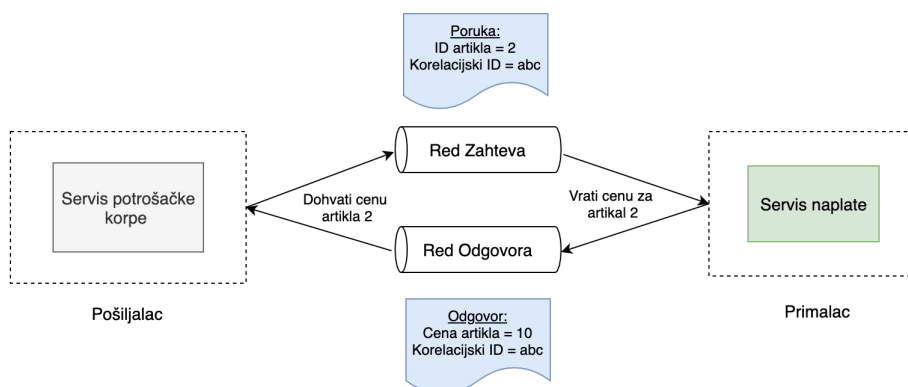 Poruka:
ID artikla = 2
Korelacijski ID = abc
Red Zahteva
Servis potrošačke
korpe
Dohvati cenu
artikla 2
Vrati cenu za
artikal 2
Servis naplate
Red Odgovora
Pošiljalac
Primalac
Odgovor:
Cena artikla = 10
Korelacijski ID = abc